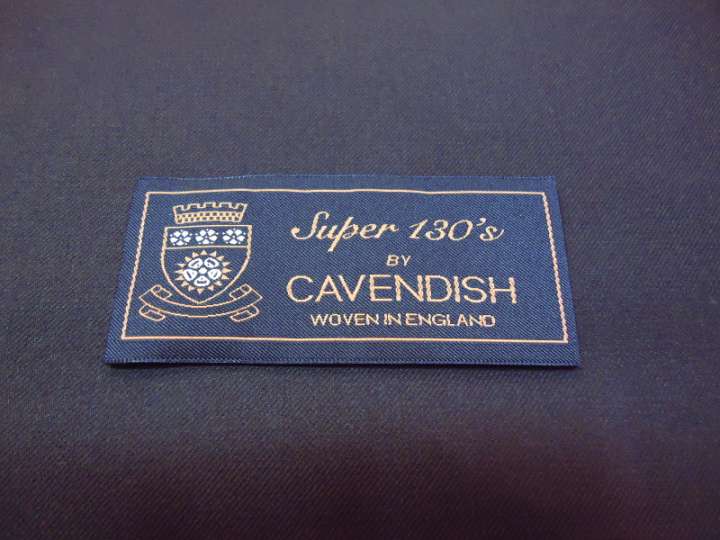 Super 130's
BY
CAVENDISH
WOVEN IN ENGLAND